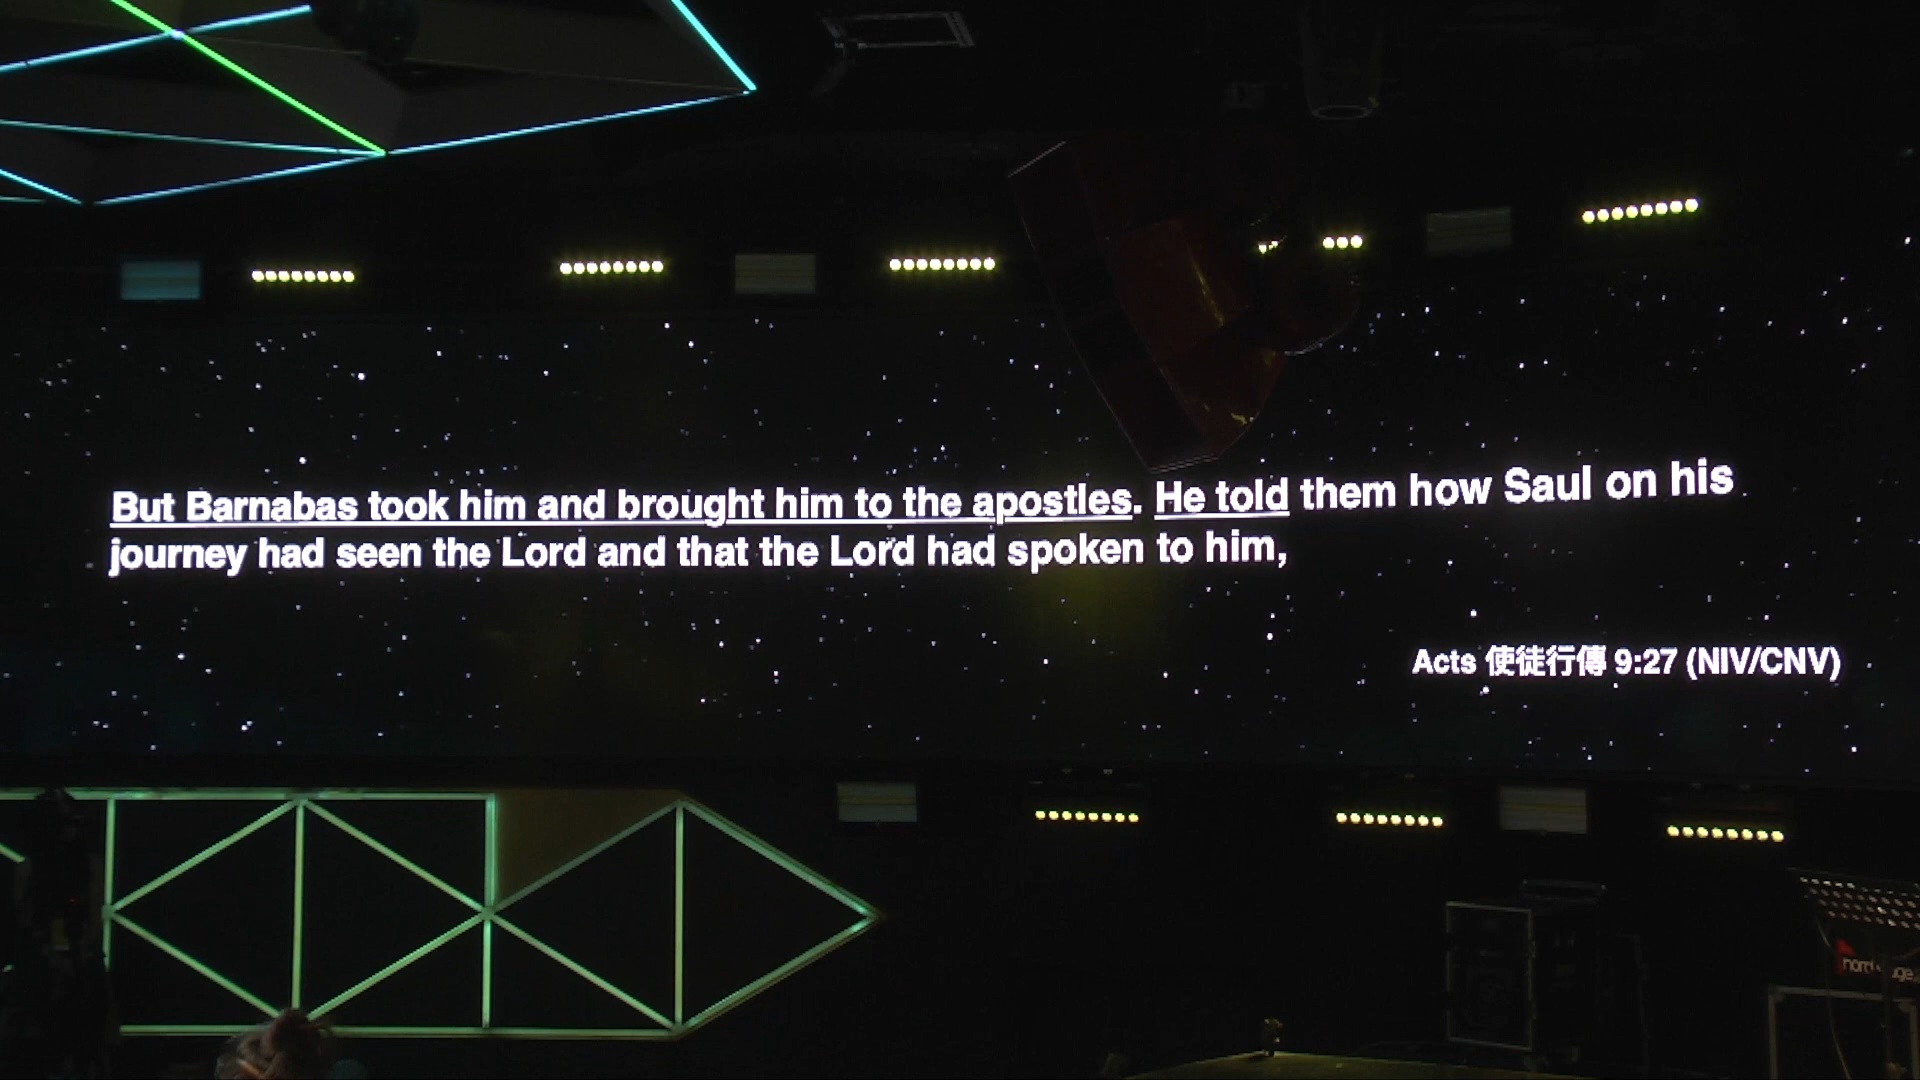 But Barnabas took him and brought him to the apostles. He told them how Saul on his
journey had seen the Lord and that the Lord had spoken to him,
Acts 使徒行傳 9:27 (NIV/CNV)
nord